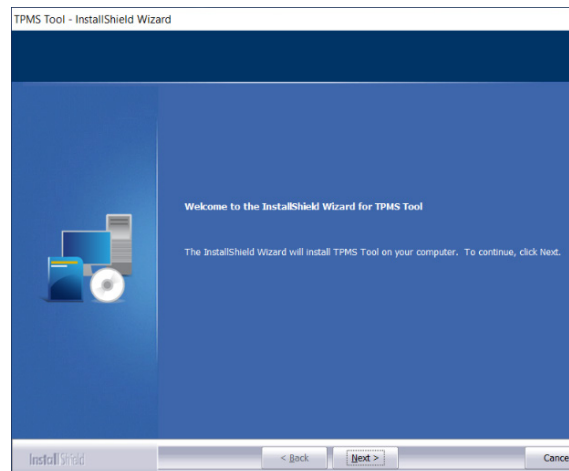 TPMS Tool - InstallShield Wizard
Welcome to the InstallShield Wizard for TPMS Tool
The InstallShield Wizard will install TPMS Tool on your computer. To continue, click Next.
InstallShield
< Back
Next >
Cance